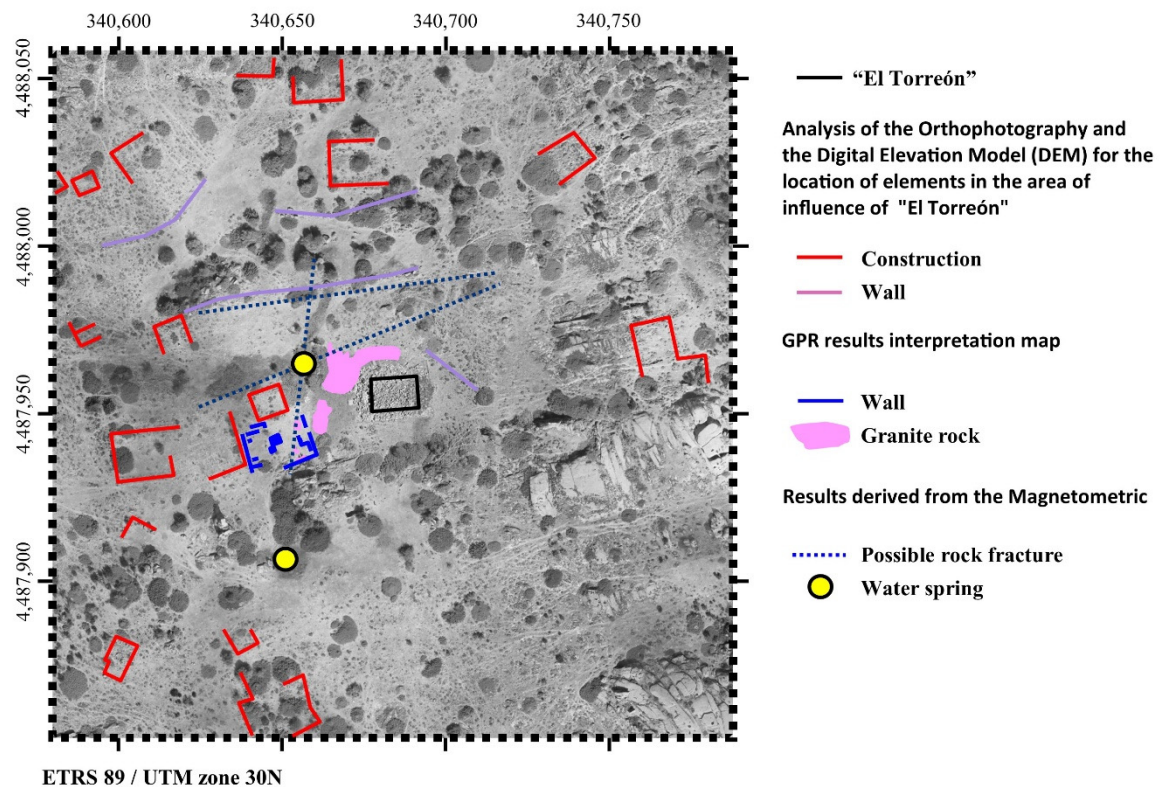 340,600 340,650 340,700 340,750
4,488,050
4,488,000
4,487,950
4,487,900
ETRS 89 / UTM zone 30N
“El Torreón”
Analysis of the Orthophotography and
the Digital Elevation Model (DEM) for the
location of elements in the area of
influence of "El Torreón"
Construction
Wall
GPR results interpretation map
Wall
Granite rock
Results derived from the Magnetometric
Possible rock fracture
Water spring